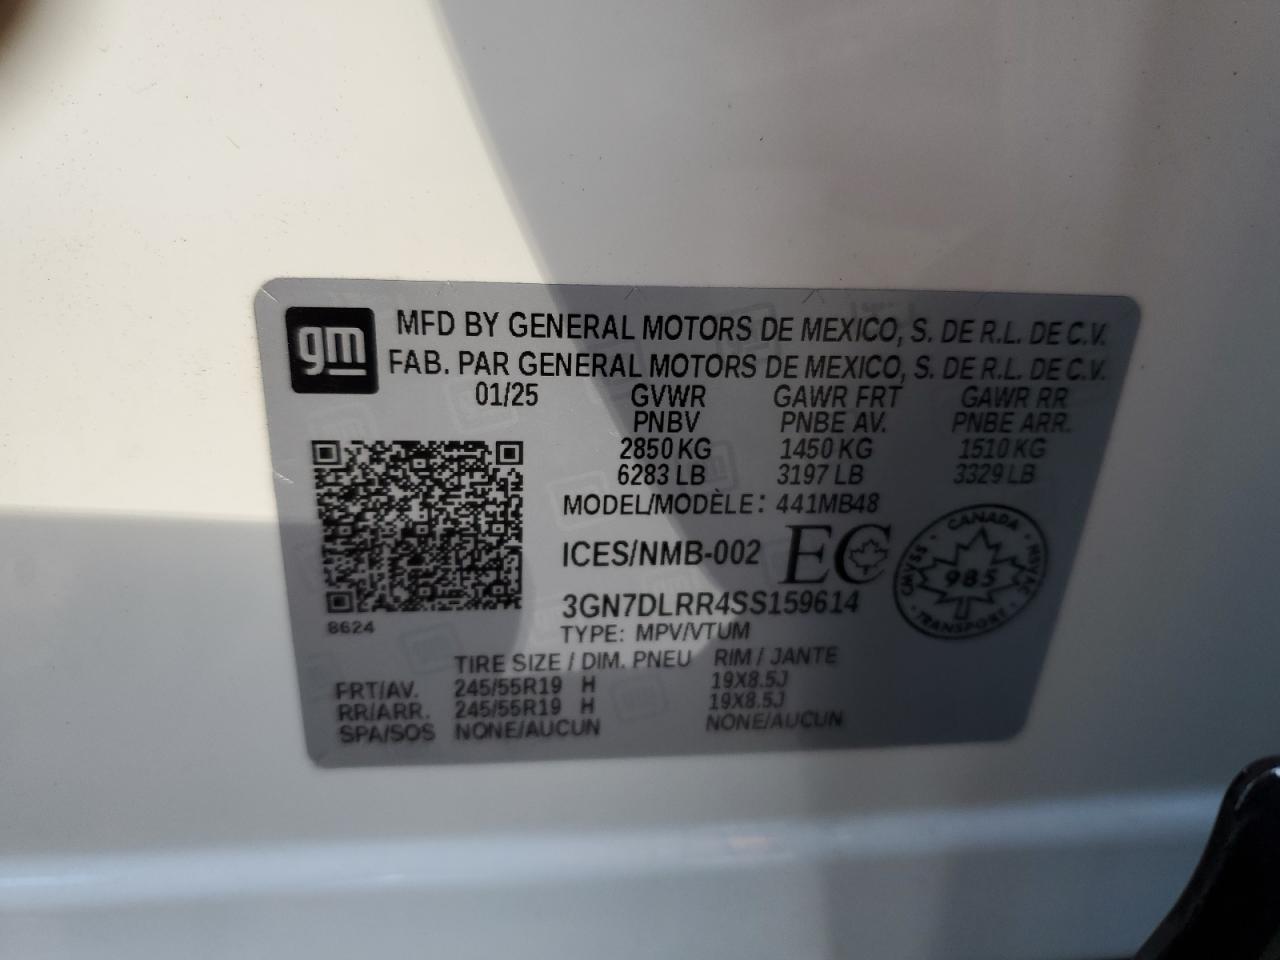 gm
MFD BY GENERAL MOTORS DE MEXICO, S. DE R.L. DE C.V.
FAB. PAR GENERAL MOTORS DE MEXICO, S. DE R.L. DE C.V.
01/25 GVWR GAWR FRT GAWR RR
PNBV PNBE AV. PNBE ARR.
2850 KG 1450 KG 1510 KG
6283 LB 3197 LB 3329 LB
MODEL/MODÈLE: 441MB48
ICES/NMB-002 EC
CANADA
CMVSS 985 NSVAC
TRANSPORT
3GN7DLRR4SS159614
8624
TYPE: MPV/VTUM
TIRE SIZE / DIM. PNEU RIM / JANTE
FRT/AV. 245/55R19 H 19X8.5J
RR/ARR. 245/55R19 H 19X8.5J
SPA/SOS NONE/AUCUN NONE/AUCUN